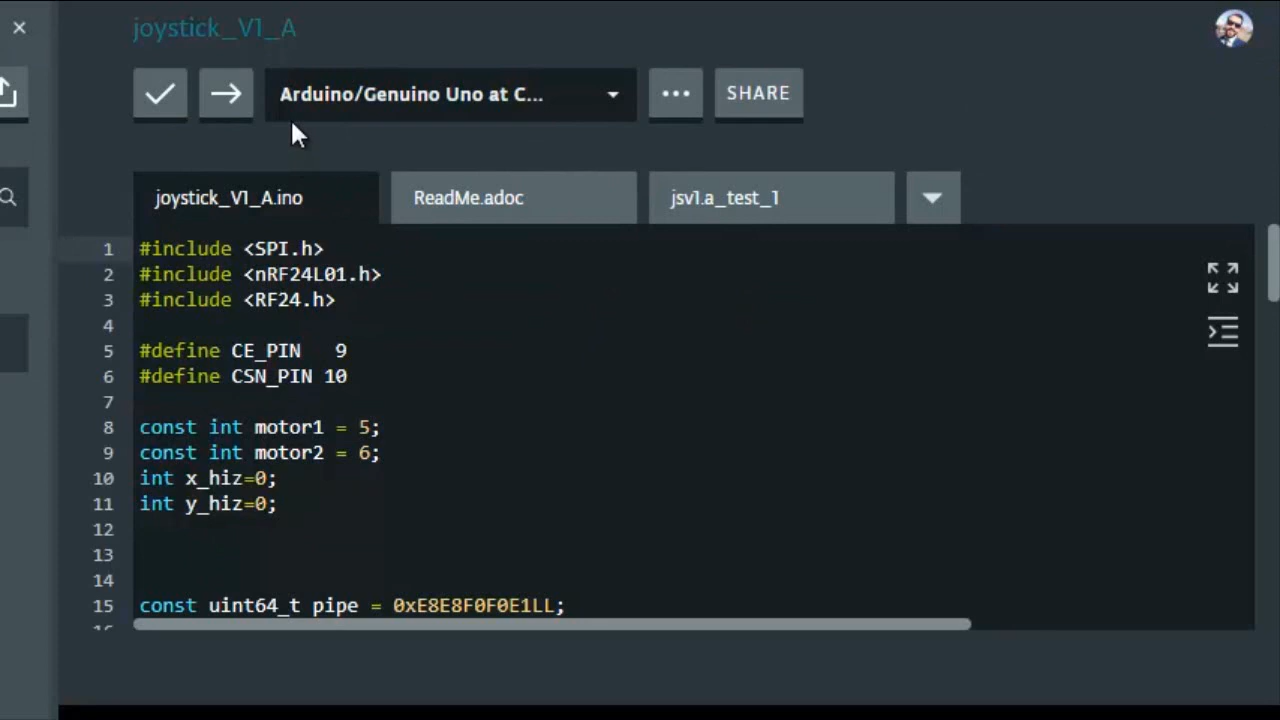 joystick_V1_A
Arduino/Genuino Uno at C...
SHARE
joystick_V1_A.ino
ReadMe.adoc
jsv1.a_test_1
1 #include <SPI.h>
2 #include <nRF24L01.h>
3 #include <RF24.h>
4
5 #define CE_PIN   9
6 #define CSN_PIN 10
7
8 const int motor1 = 5;
9 const int motor2 = 6;
10 int x_hiz=0;
11 int y_hiz=0;
12
13
14
15 const uint64_t pipe = 0xE8E8F0F0E1LL;